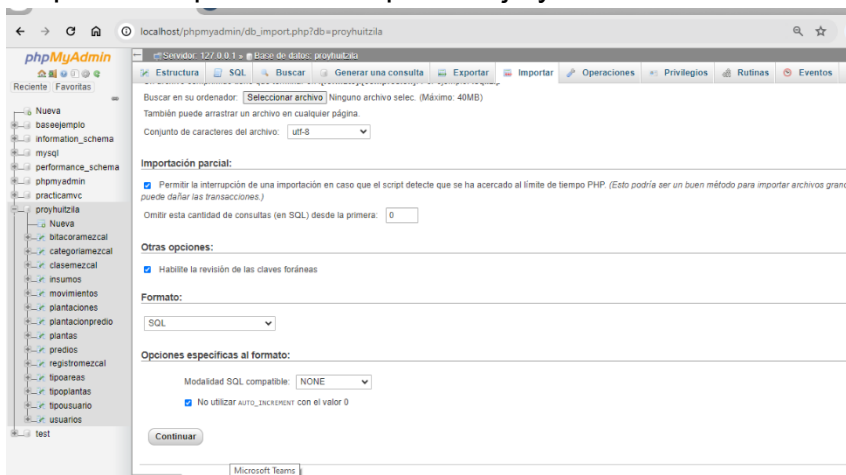 localhost/phpmyadmin/db_import.php?db=proyhuitzila
phpMyAdmin
Reciente Favoritas
Nueva
baseejemplo
information_schema
mysql
performance_schema
phpmyadmin
practicamvc
proyhuitzila
Nueva
bitacoramezcal
categoriamezcal
clasemezcal
insumos
movimientos
plantaciones
plantacionpredio
plantas
predios
registromezcal
tipoareas
tipoplantas
tipousuario
usuarios
test
Servidor: 127.0.0.1 » Base de datos: proyhuitzila
Estructura SQL Buscar Generar una consulta Exportar Importar Operaciones Privilegios Rutinas Eventos
Buscar en su ordenador: Seleccionar archivo Ninguno archivo selec. (Máximo: 40MB)
También puede arrastrar un archivo en cualquier página.
Conjunto de caracteres del archivo: utf-8
Importación parcial:
Permitir la interrupción de una importación en caso que el script detecte que se ha acercado al límite de tiempo PHP. (Esto podría ser un buen método para importar archivos
puede dañar las transacciones.)
Omitir esta cantidad de consultas (en SQL) desde la primera: 0
Otras opciones:
Habilite la revisión de las claves foráneas
Formato:
SQL
Opciones específicas al formato:
Modalidad SQL compatible: NONE
No utilizar AUTO_INCREMENT con el valor 0
Continuar
Microsoft Teams